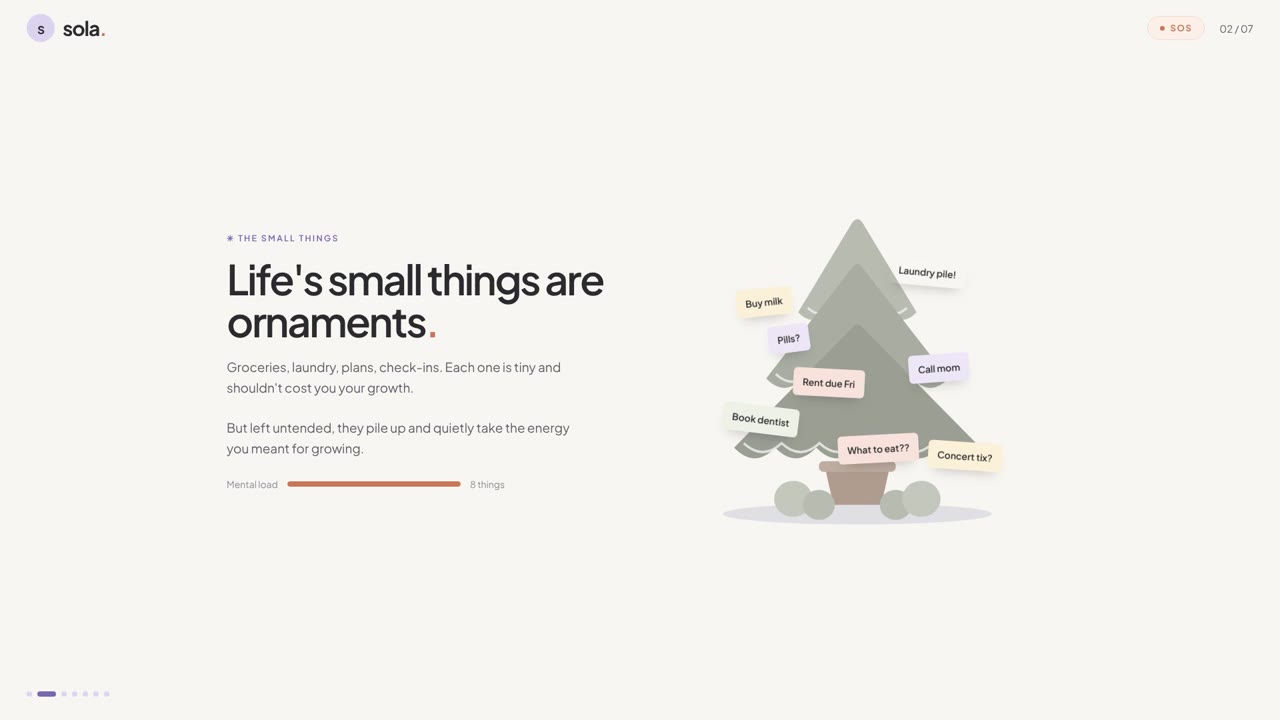 s sola.
SOS 02 / 07
✳ THE SMALL THINGS
Life's small things are
ornaments.
Groceries, laundry, plans, check-ins. Each one is tiny and
shouldn't cost you your growth.
But left untended, they pile up and quietly take the energy
you meant for growing.
Mental load 8 things
Laundry pile!
Buy milk
Pills?
Call mom
Rent due Fri
Book dentist
What to eat??
Concert tix?